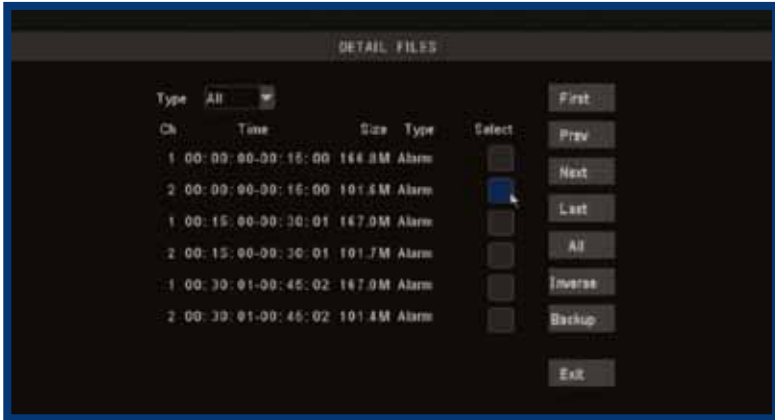 DETAIL FILES
Type All
First
Ch Time Size Type Select
Prev
1 00:00:00-00:15:00 166.8M Alarm
Next
2 00:00:00-00:15:00 101.6M Alarm
Last
1 00:15:00-00:30:01 167.0M Alarm
2 00:15:00-00:30:01 101.7M Alarm
All
1 00:30:01-00:45:02 167.0M Alarm
Inverse
2 00:30:01-00:45:02 101.4M Alarm
Backup
Exit